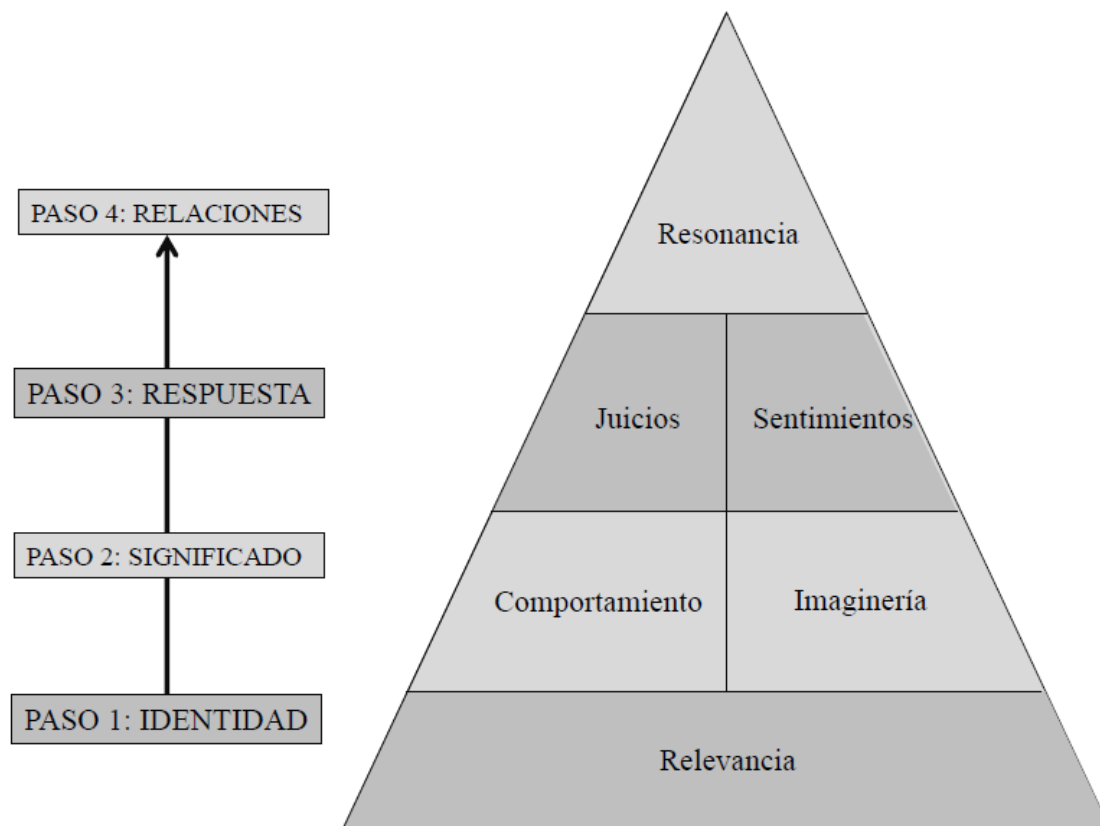 PASO 4: RELACIONES
PASO 3: RESPUESTA
PASO 2: SIGNIFICADO
PASO 1: IDENTIDAD
Resonancia
Juicios
Sentimientos
Comportamiento
Imaginería
Relevancia